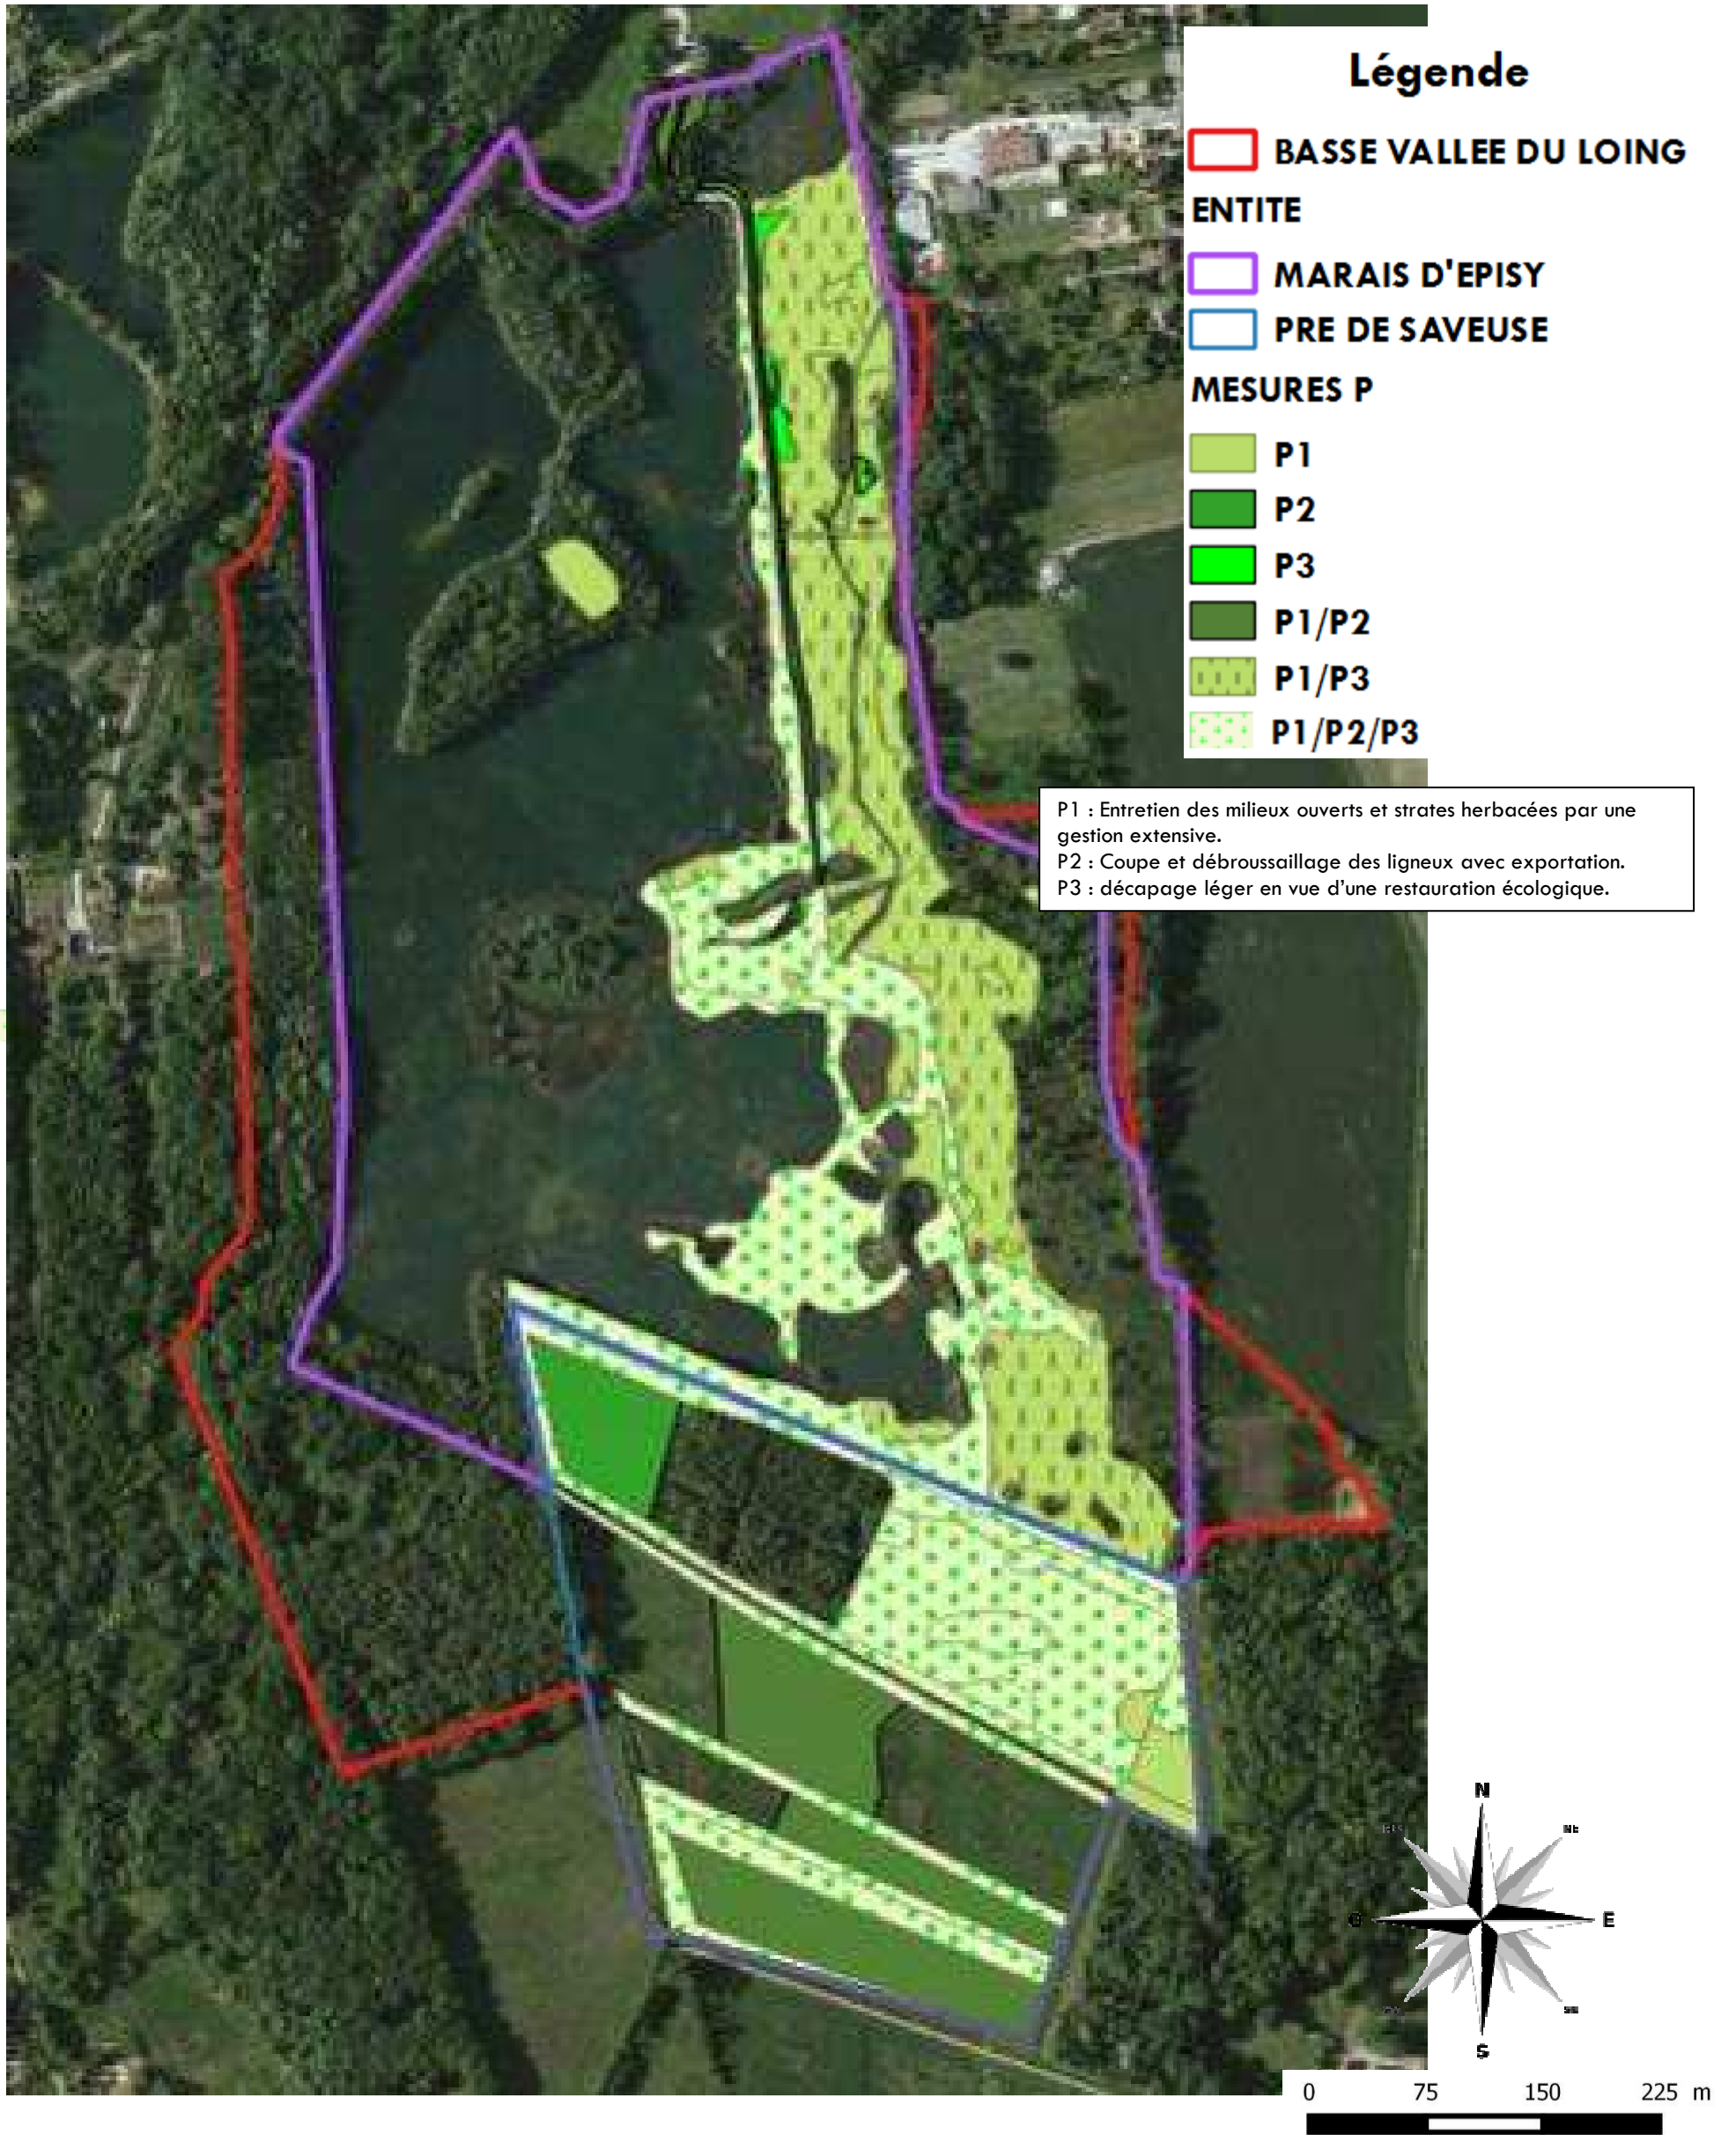 Légende
BASSE VALLEE DU LOING
ENTITE
MARAIS D'EPISY
PRE DE SAVEUSE
MESURES P
P1
P2
P3
P1/P2
P1/P3
P1/P2/P3
P1 : Entretien des milieux ouverts et strates herbacées par une
gestion extensive.
P2 : Coupe et débroussaillage des ligneux avec exportation.
P3 : décapage léger en vue d'une restauration écologique.
N
NE
E
S
0 75 150 225 m